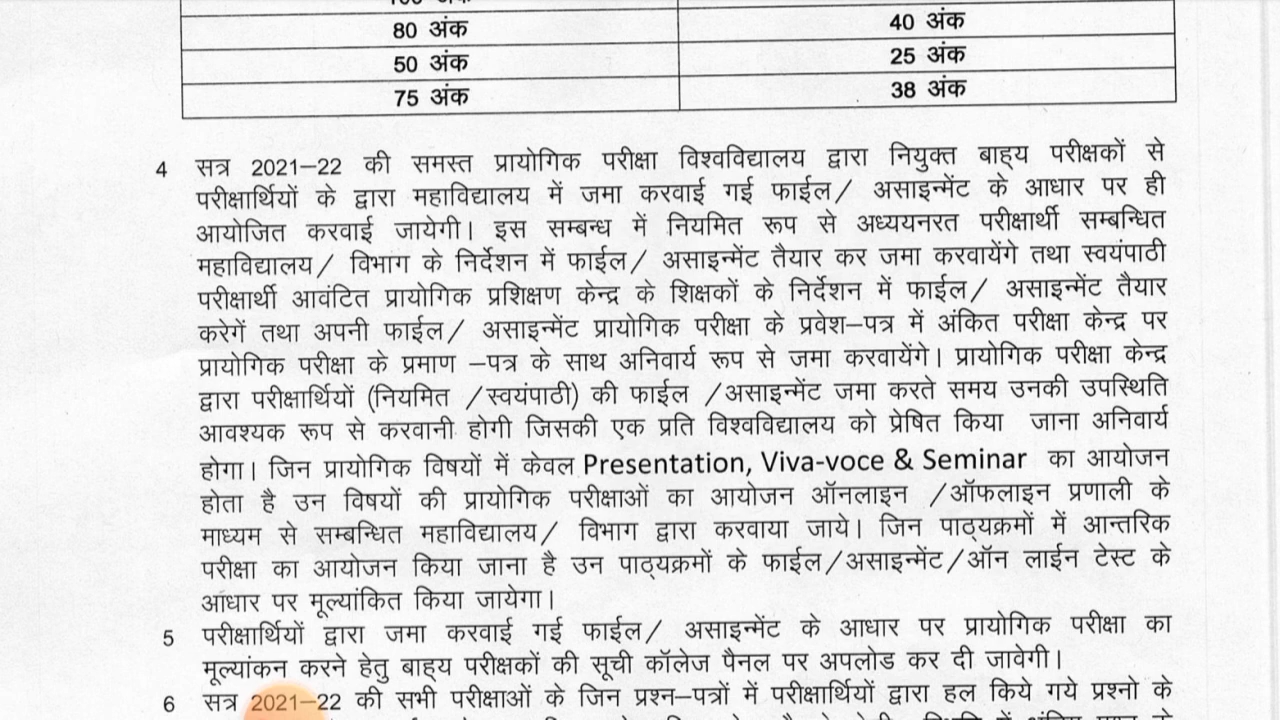 80 अंक 40 अंक
50 अंक 25 अंक
75 अंक 38 अंक
4 सत्र 2021–22 की समस्त प्रायोगिक परीक्षा विश्वविद्यालय द्वारा नियुक्त बाह्य परीक्षकों से
परीक्षार्थियों के द्वारा महाविद्यालय में जमा करवाई गई फाईल/ असाइन्मेंट के आधार पर ही
आयोजित करवाई जायेगी। इस सम्बन्ध में नियमित रूप से अध्ययनरत परीक्षार्थी सम्बन्धित
महाविद्यालय/ विभाग के निर्देशन में फाईल/ असाइन्मेंट तैयार कर जमा करवायेंगे तथा स्वयंपाठी
परीक्षार्थी आवंटित प्रायोगिक प्रशिक्षण केन्द्र के शिक्षकों के निर्देशन में फाईल/ असाइन्मेंट तैयार
करेगें तथा अपनी फाईल/ असाइन्मेंट प्रायोगिक परीक्षा के प्रवेश–पत्र में अंकित परीक्षा केन्द्र पर
प्रायोगिक परीक्षा के प्रमाण –पत्र के साथ अनिवार्य रूप से जमा करवायेंगे। प्रायोगिक परीक्षा केन्द्र
द्वारा परीक्षार्थियों (नियमित /स्वयंपाठी) की फाईल /असाइन्मेंट जमा करते समय उनकी उपस्थिति
आवश्यक रूप से करवानी होगी जिसकी एक प्रति विश्वविद्यालय को प्रेषित किया जाना अनिवार्य
होगा। जिन प्रायोगिक विषयों में केवल Presentation, Viva-voce & Seminar का आयोजन
होता है उन विषयों की प्रायोगिक परीक्षाओं का आयोजन ऑनलाइन /ऑफलाइन प्रणाली के
माध्यम से सम्बन्धित महाविद्यालय/ विभाग द्वारा करवाया जाये। जिन पाठ्यक्रमों में आन्तरिक
परीक्षा का आयोजन किया जाना है उन पाठ्यक्रमों के फाईल/असाइन्मेंट/ऑन लाईन टेस्ट के
आधार पर मूल्यांकित किया जायेगा।
5 परीक्षार्थियों द्वारा जमा करवाई गई फाईल/ असाइन्मेंट के आधार पर प्रायोगिक परीक्षा का
मूल्यांकन करने हेतु बाह्य परीक्षकों की सूची कॉलेज पैनल पर अपलोड कर दी जावेगी।
6 सत्र 2021–22 की सभी परीक्षाओं के जिन प्रश्न–पत्रों में परीक्षार्थियों द्वारा हल किये गये प्रश्नो के